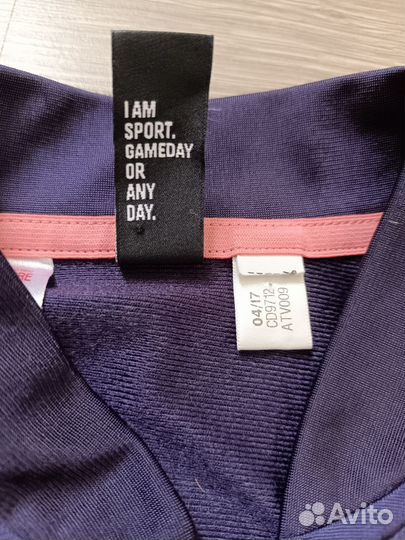 I AM
SPORT.
GAMEDAY
OR
ANY
DAY.
04/17
CD9712
ATV009
Avito